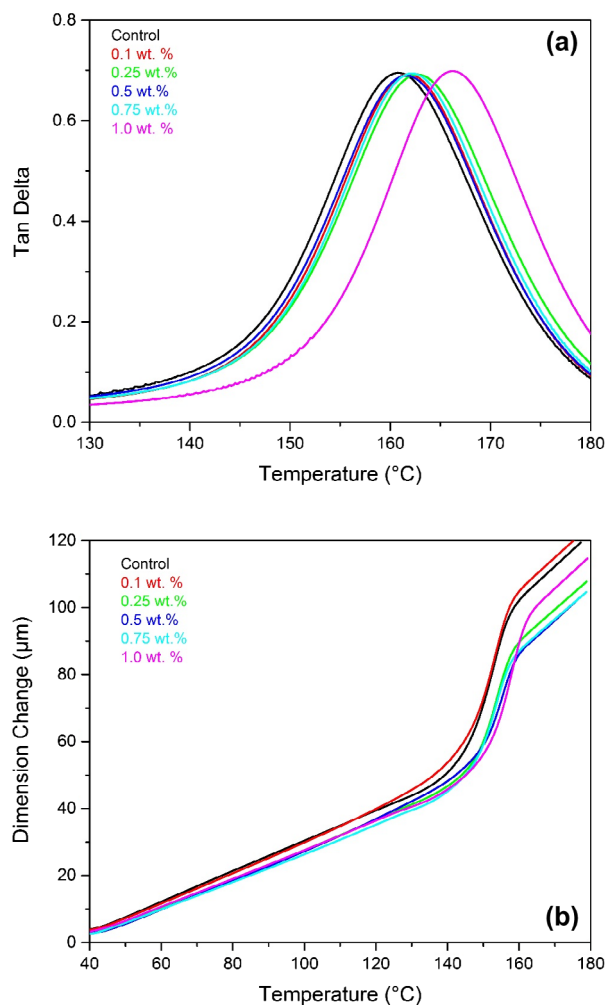 (a)
Control
0.1 wt. %
0.25 wt.%
0.5 wt.%
0.75 wt.%
1.0 wt. %
Tan Delta
0.8
0.6
0.4
0.2
0.0
130 140 150 160 170 180
Temperature (°C)
Control
0.1 wt. %
0.25 wt.%
0.5 wt.%
0.75 wt.%
1.0 wt. %
Dimension Change (µm)
120
100
80
60
40
20
0
(b)
40 60 80 100 120 140 160 180
Temperature (°C)